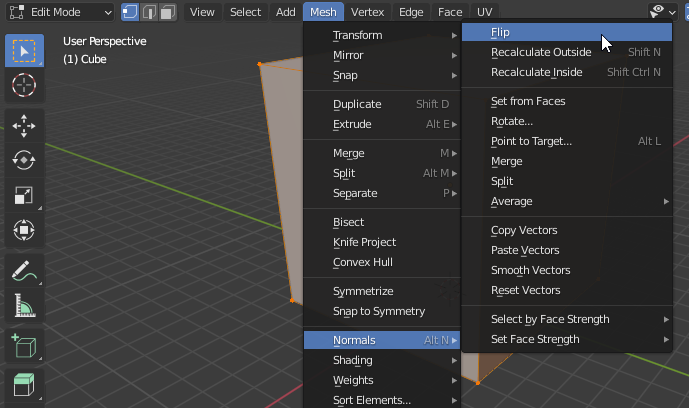 Edit Mode View Select Add Mesh Vertex Edge Face UV
User Perspective
(1) Cube
Transform
Mirror
Snap
Duplicate Shift D
Extrude Alt E
Merge M
Split Alt M
Separate P
Bisect
Knife Project
Convex Hull
Symmetrize
Snap to Symmetry
Normals Alt N
Shading
Weights
Sort Elements...
Flip
Recalculate Outside Shift N
Recalculate Inside Shift Ctrl N
Set from Faces
Rotate...
Point to Target... Alt L
Merge
Split
Average
Copy Vectors
Paste Vectors
Smooth Vectors
Reset Vectors
Select by Face Strength
Set Face Strength